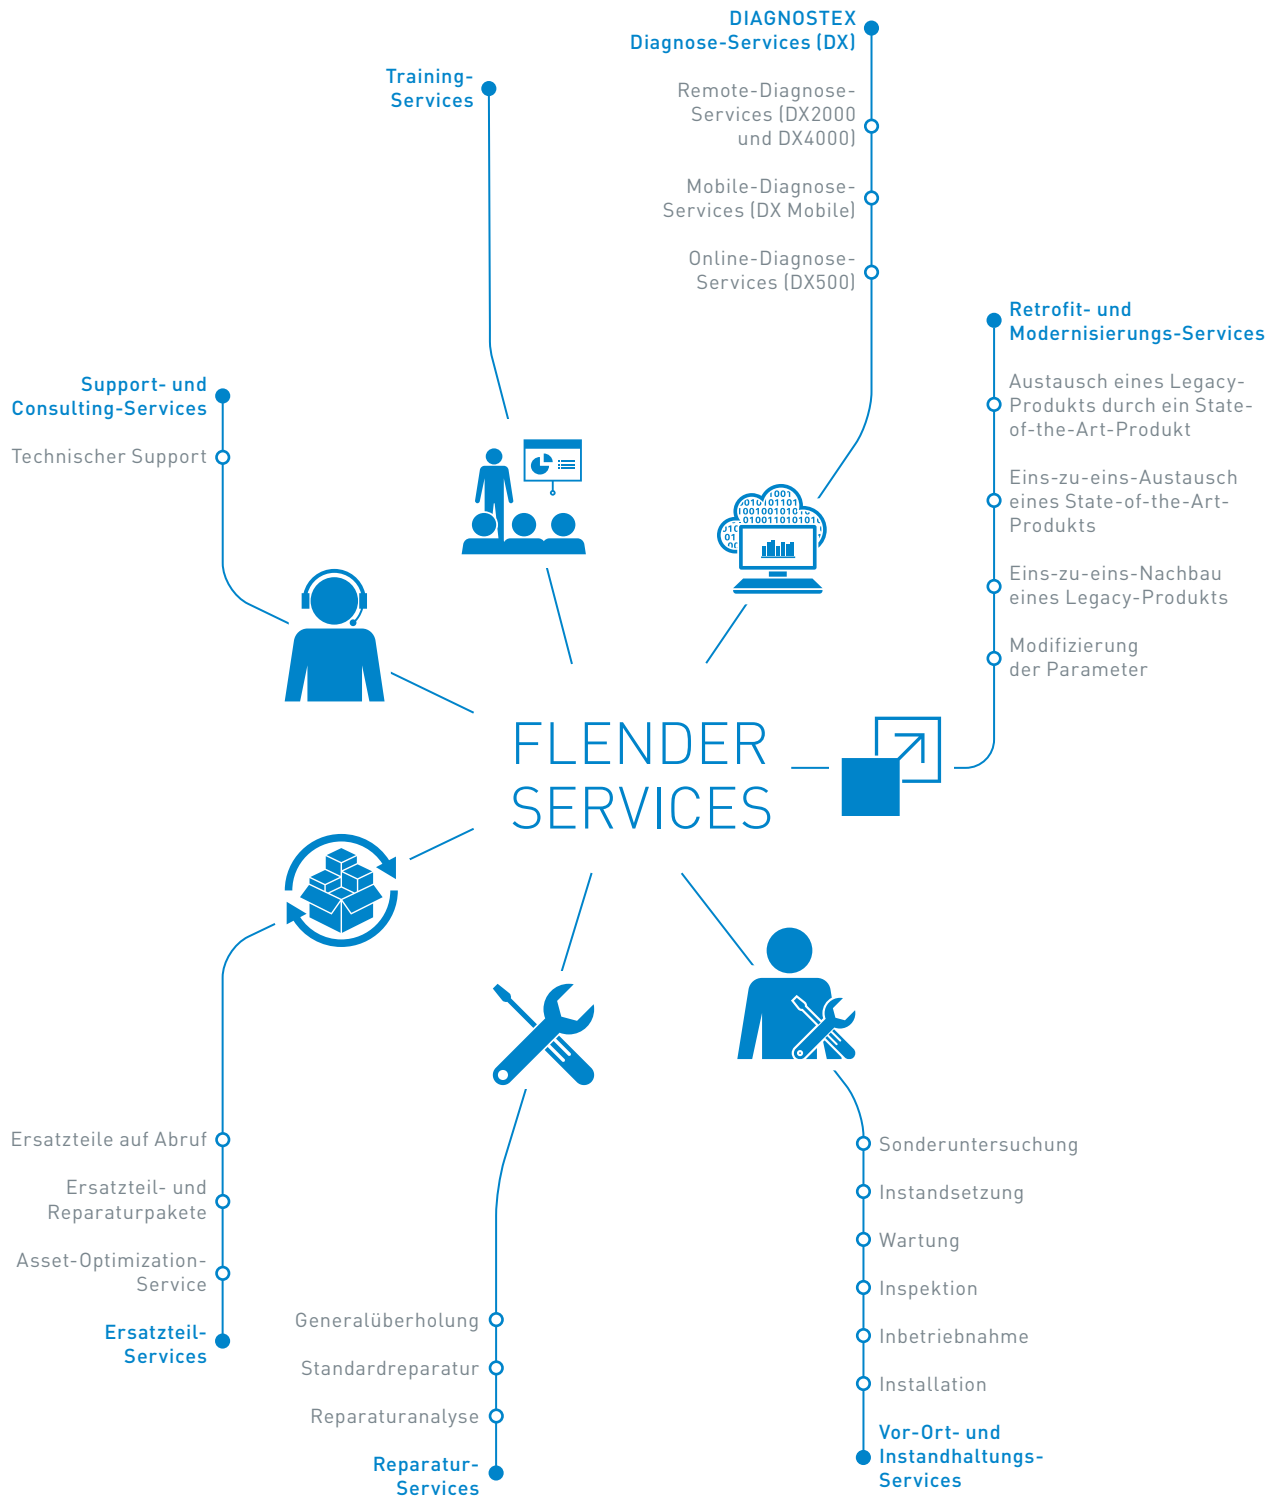 DIAGNOSTEX
Diagnose-Services (DX)
Remote-Diagnose-
Services (DX2000
und DX4000)
Mobile-Diagnose-
Services (DX Mobile)
Online-Diagnose-
Services (DX500)
Training-
Services
Retrofit- und
Modernisierungs-Services
Austausch eines Legacy-
Produkts durch ein State-
of-the-Art-Produkt
Eins-zu-eins-Austausch
eines State-of-the-Art-
Produkts
Eins-zu-eins-Nachbau
eines Legacy-Produkts
Modifizierung
der Parameter
Support- und
Consulting-Services
Technischer Support
FLENDER
SERVICES
Ersatzteile auf Abruf
Ersatzteil- und
Reparaturpakete
Asset-Optimization-
Service
Ersatzteil-
Services
Generalüberholung
Standardreparatur
Reparaturanalyse
Reparatur-
Services
Sonderuntersuchung
Instandsetzung
Wartung
Inspektion
Inbetriebnahme
Installation
Vor-Ort- und
Instandhaltungs-
Services